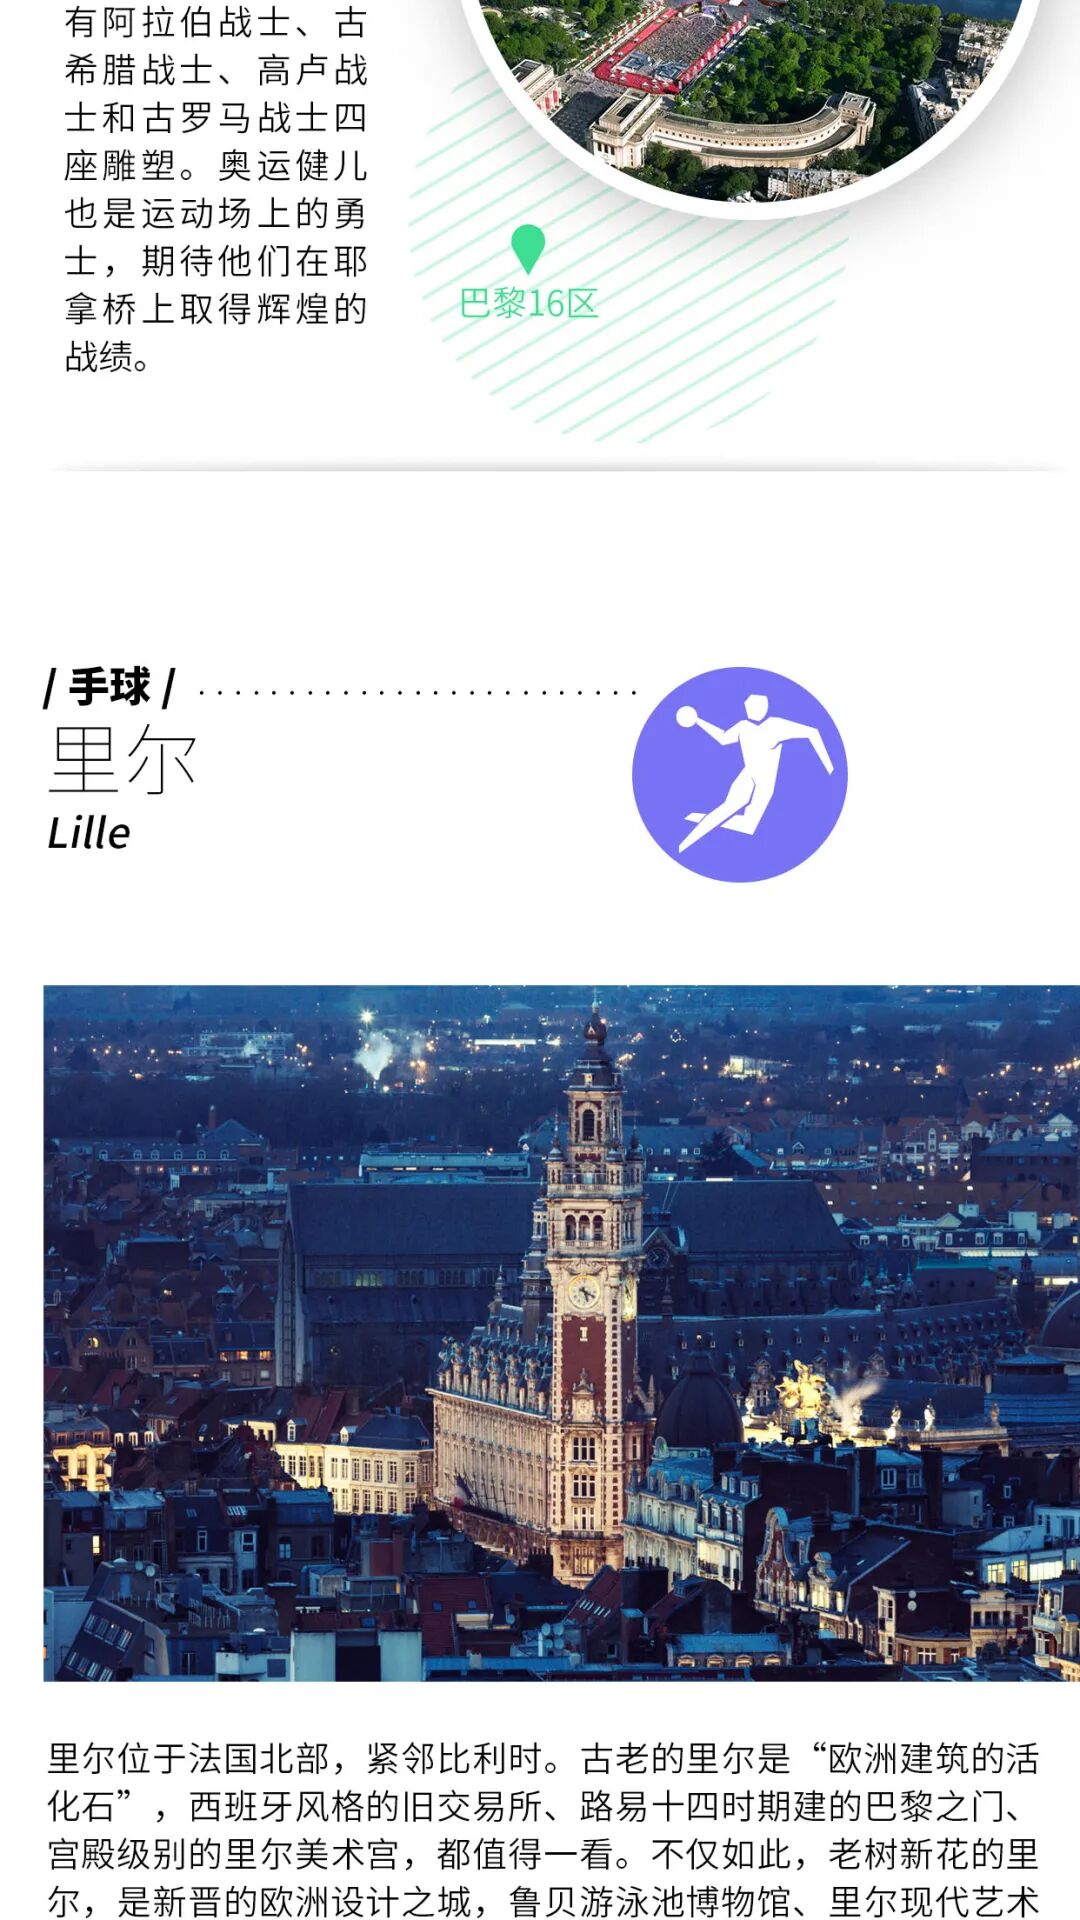 有阿拉伯战士、古
希腊战士、高卢战
士和古罗马战士四
座雕塑。奥运健儿
也是运动场上的勇
士，期待他们在耶
拿桥上取得辉煌的
战绩。
巴黎16区
/ 手球 /
里尔
Lille
里尔位于法国北部，紧邻比利时。古老的里尔是“欧洲建筑的活
化石”，西班牙风格的旧交易所、路易十四时期建的巴黎之门、
宫殿级别的里尔美术宫，都值得一看。不仅如此，老树新花的里
尔，是新晋的欧洲设计之城，鲁贝游泳池博物馆、里尔现代艺术